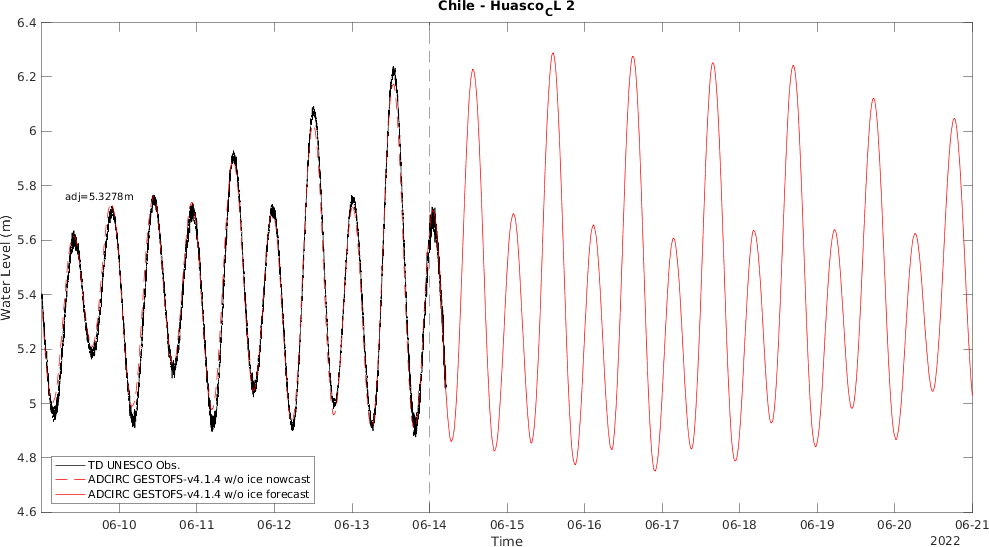 Chile - Huasco_CL 2
6.4
6.2
6
5.8
5.6
5.4
5.2
5
4.8
4.6
Water Level (m)
adj=5.3278m
TD UNESCO Obs.
ADCIRC GESTOFS-v4.1.4 w/o ice nowcast
ADCIRC GESTOFS-v4.1.4 w/o ice forecast
06-10 06-11 06-12 06-13 06-14 06-15 06-16 06-17 06-18 06-19 06-20 06-21
Time
2022